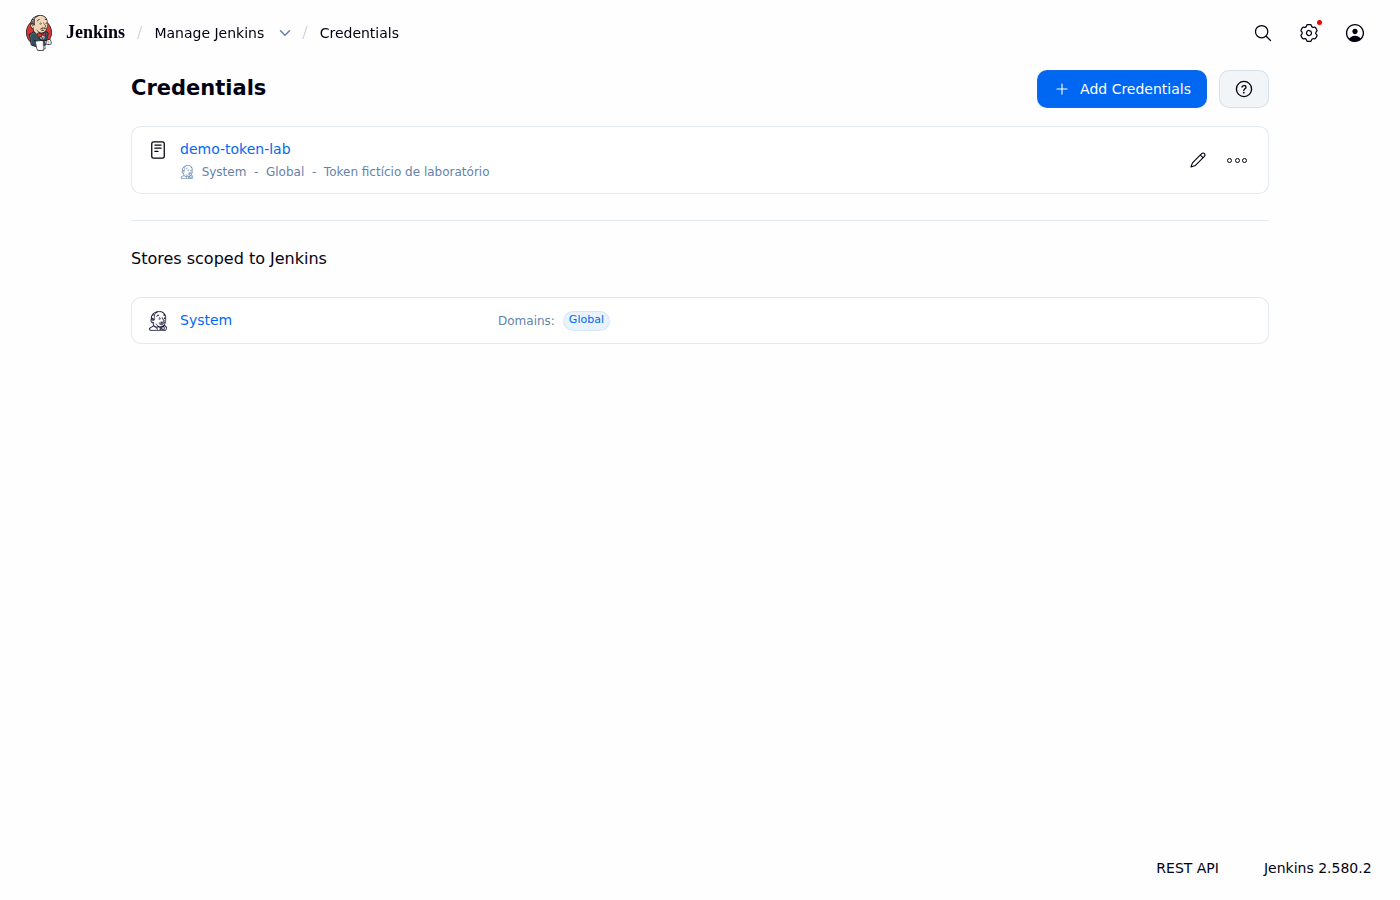 Jenkins / Manage Jenkins / Credentials
Credentials
Add Credentials
demo-token-lab
System - Global - Token fictício de laboratório
Stores scoped to Jenkins
System
Domains: Global
REST API
Jenkins 2.580.2